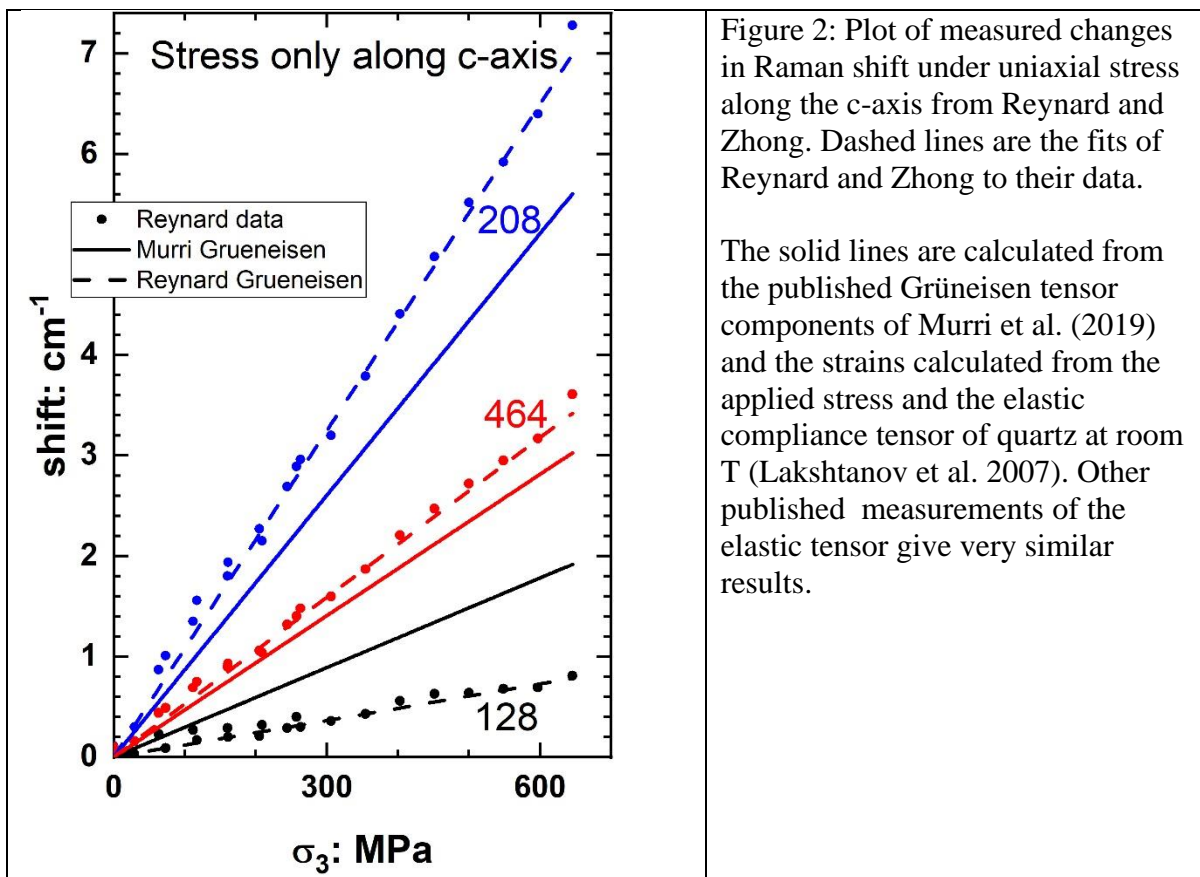 Stress only along c-axis
7
6
5
4
3
2
1
0
shift: cm-1
Reynard data
Murri Grueneisen
Reynard Grueneisen
208
464
128
0
300
600
σ3: MPa
Figure 2: Plot of measured changes
in Raman shift under uniaxial stress
along the c-axis from Reynard and
Zhong. Dashed lines are the fits of
Reynard and Zhong to their data.
The solid lines are calculated from
the published Grüneisen tensor
components of Murri et al. (2019)
and the strains calculated from the
applied stress and the elastic
compliance tensor of quartz at room
T (Lakshtanov et al. 2007). Other
published  measurements of the
elastic tensor give very similar
results.